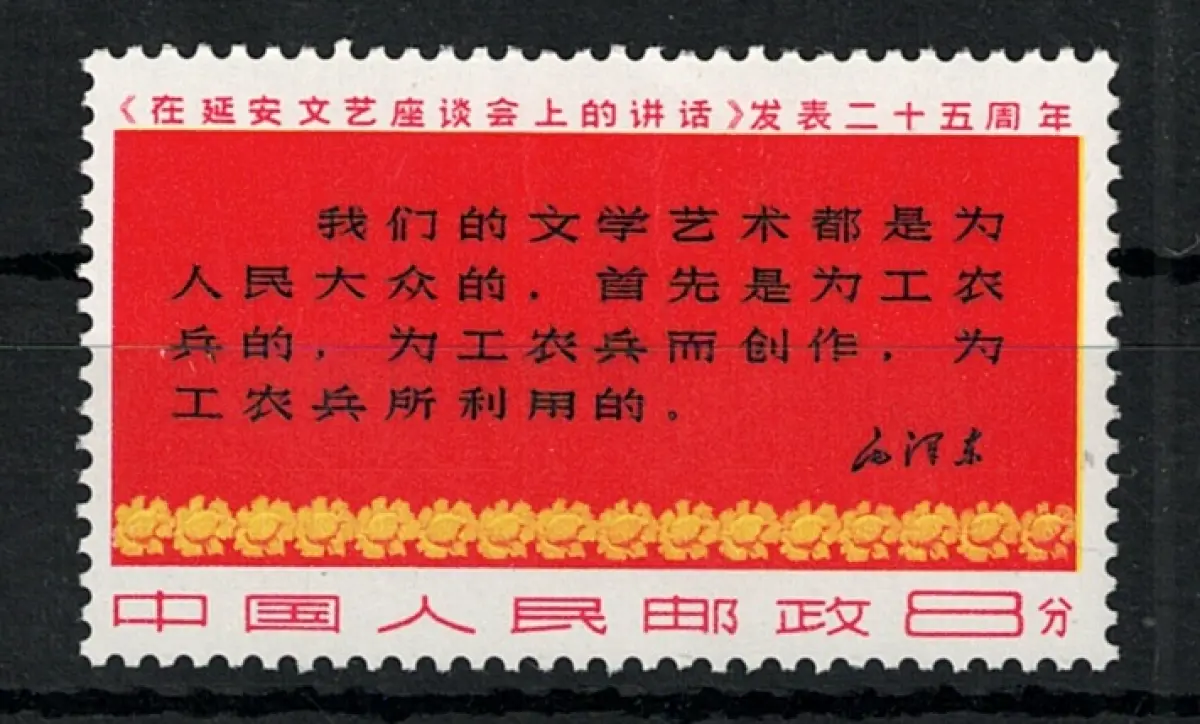 《在延安文艺座谈会上的讲话》发表二十五周年
我们的文学艺术都是为
人民大众的，首先是为工农
兵的，为工农兵而创作，为
工农兵所利用的。
毛泽东
中国人民邮政8分